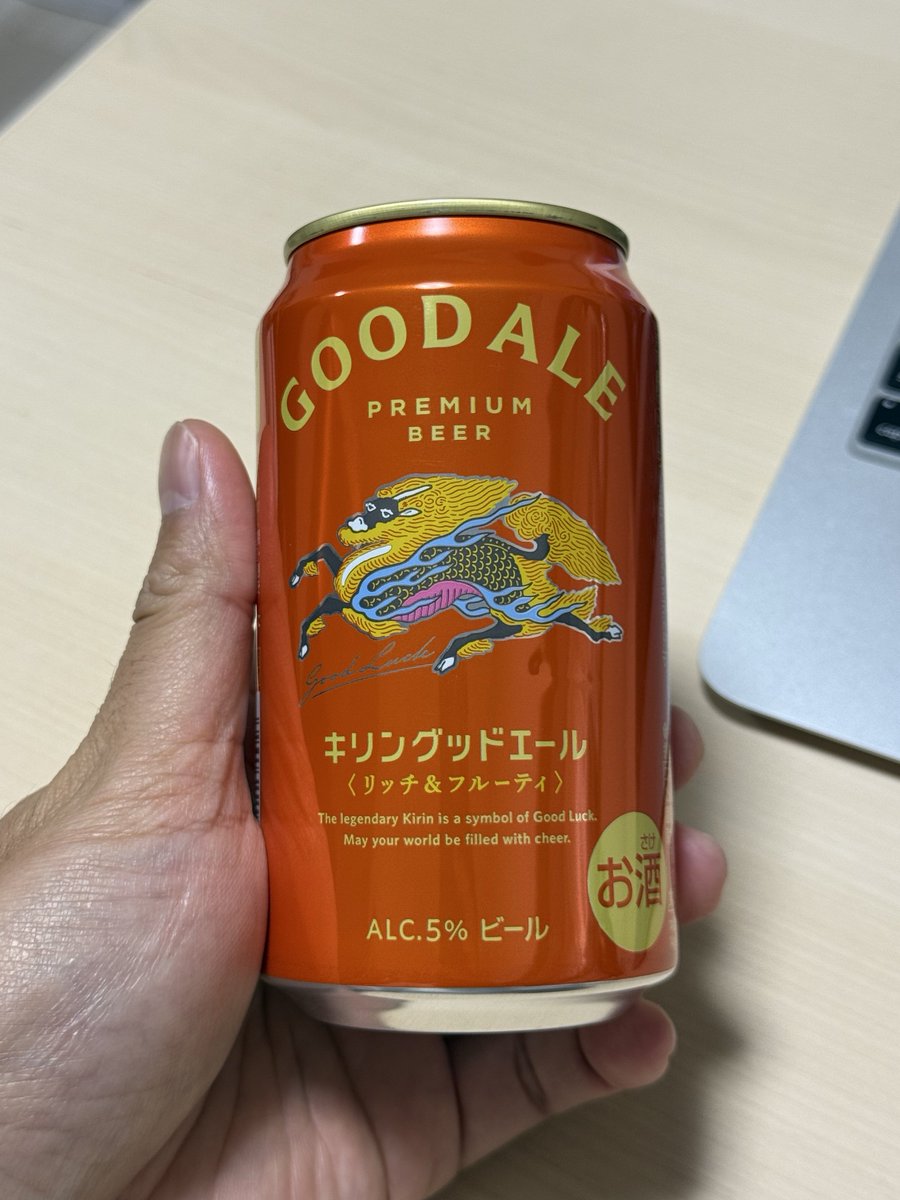 GOOD ALE
PREMIUM
BEER
Good Luck
キリングッドエール
〈リッチ&フルーティ〉
The legendary Kirin is a symbol of Good Luck.
May your world be filled with cheer.
さけ
お酒
ALC.5% ビール